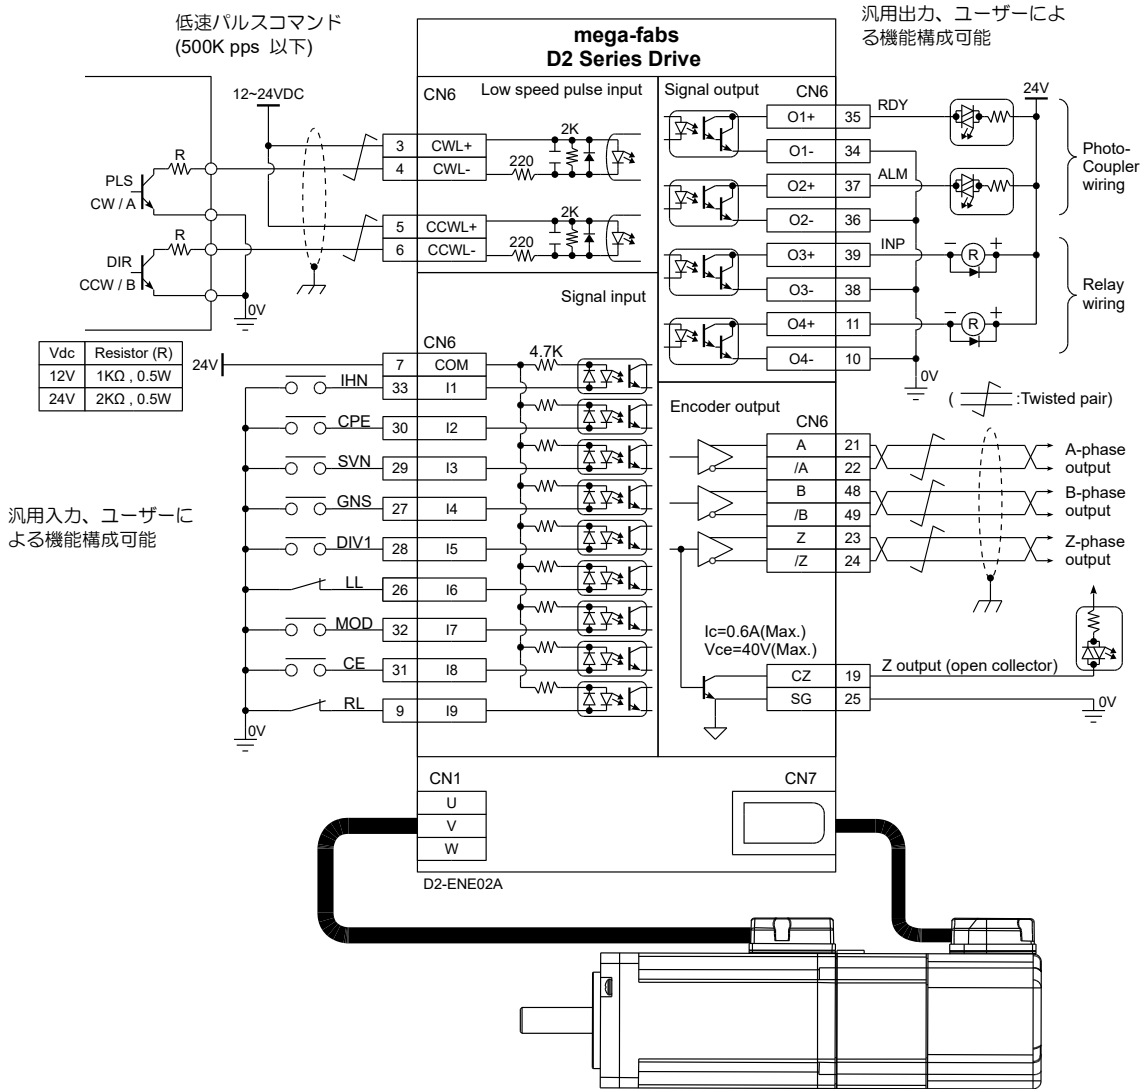 低速パルスコマンド
(500K pps 以下)
汎用出力、ユーザーによ
る機能構成可能
mega-fabs
D2 Series Drive
12~24VDC
CN6
Low speed pulse input
Signal output
CN6
24V
R
PLS
CW / A
R
DIR
CCW / B
0V
3 CWL+
4 CWL-
220
2K
5 CCWL+
6 CCWL-
220
2K
O1+ 35 RDY
O1- 34
O2+ 37 ALM
O2- 36
O3+ 39 INP
O3- 38
O4+ 11
O4- 10
R
R
0V
Photo-
Coupler
wiring
Relay
wiring
( :Twisted pair)
Vdc Resistor (R)
12V 1KΩ , 0.5W
24V 2KΩ , 0.5W
Signal input
CN6
24V 7 COM
4.7K
IHN 33 I1
CPE 30 I2
SVN 29 I3
GNS 27 I4
DIV1 28 I5
LL 26 I6
MOD 32 I7
CE 31 I8
RL 9 I9
0V
汎用入力、ユーザーに
よる機能構成可能
Encoder output
CN6
A 21
/A 22
B 48
/B 49
Z 23
/Z 24
A-phase
output
B-phase
output
Z-phase
output
Ic=0.6A(Max.)
Vce=40V(Max.)
CZ 19
SG 25
Z output (open collector)
0V
CN1
U
V
W
CN7
D2-ENE02A